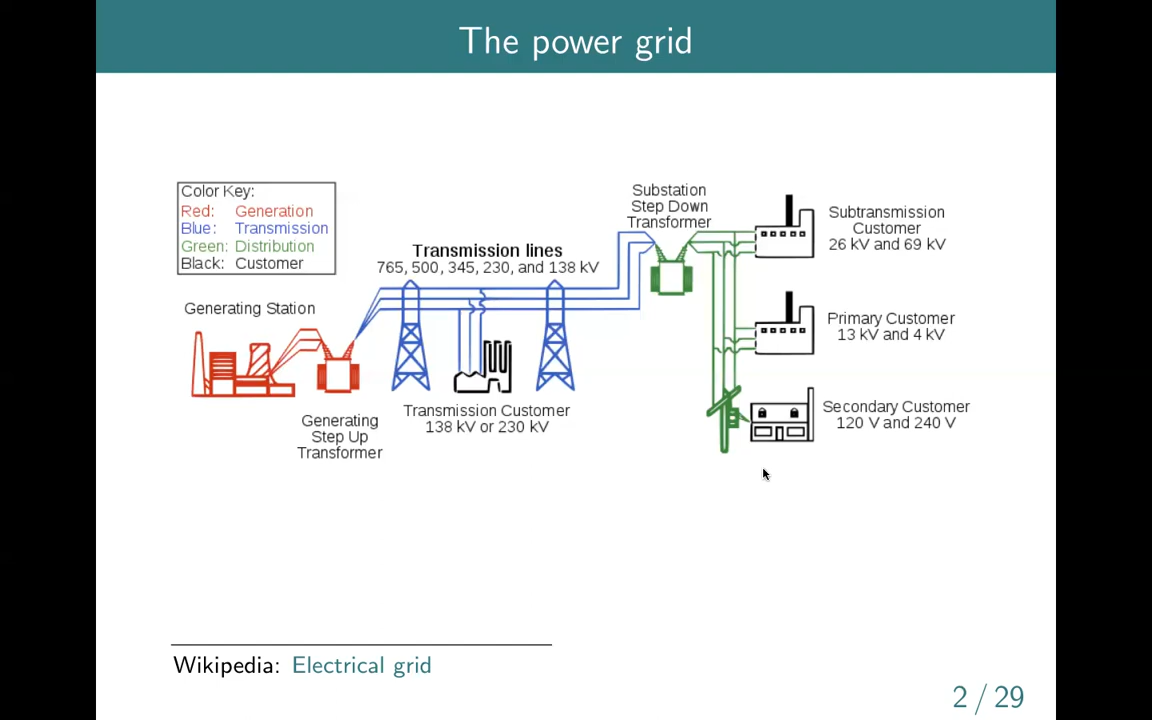 The power grid
Color Key:
Red: Generation
Blue: Transmission
Green: Distribution
Black: Customer
Generating Station
Generating
Step Up
Transformer
Transmission lines
765, 500, 345, 230, and 138 kV
Transmission Customer
138 kV or 230 kV
Substation
Step Down
Transformer
Subtransmission
Customer
26 kV and 69 kV
Primary Customer
13 kV and 4 kV
Secondary Customer
120 V and 240 V
Wikipedia: Electrical grid
2 / 29